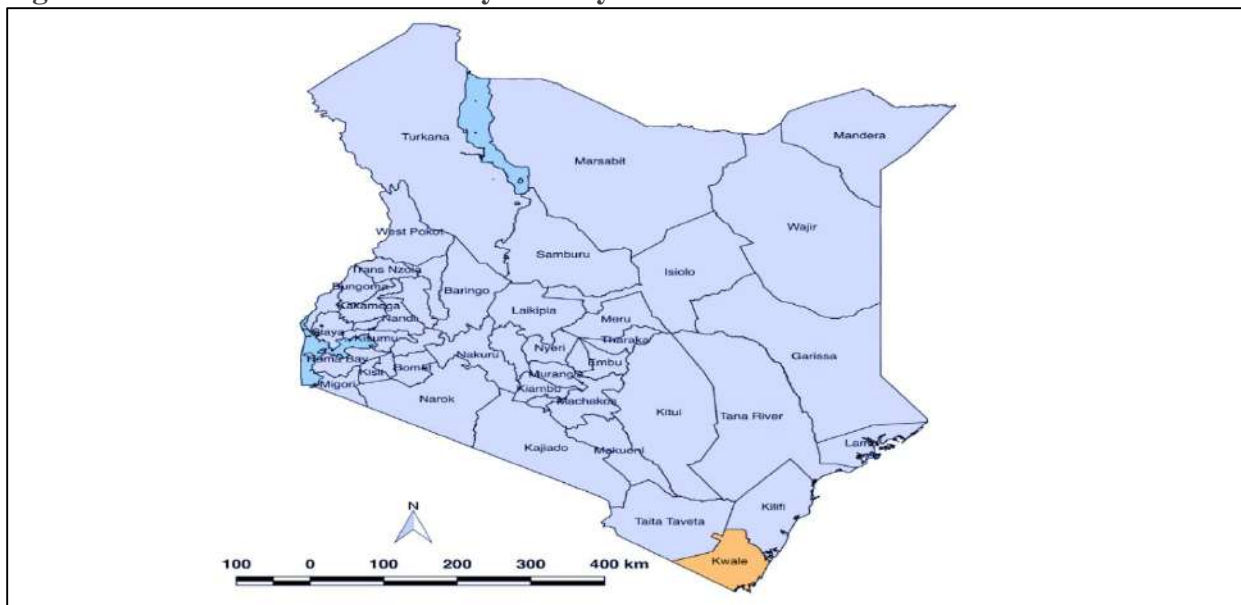 Mandera
Turkana
Marsabit
Wajir
West Pokot
Samburu
Isiolo
Trans Nzoia
Bungoma
Baringo
Kakamega
Laikipia
Nandi
Meru
Siaya
Kisumu
Tharaka
Nyeri
Nakuru
Garissa
Homa Bay
Embu
Bomet
Kisii
Muranga
Migori
Kiambu
Narok
Machakos
Kitui
Tana River
Lamu
Kajiado
Makueni
Kilifi
N
Taita Taveta
Kwale
100 0 100 200 300 400 km